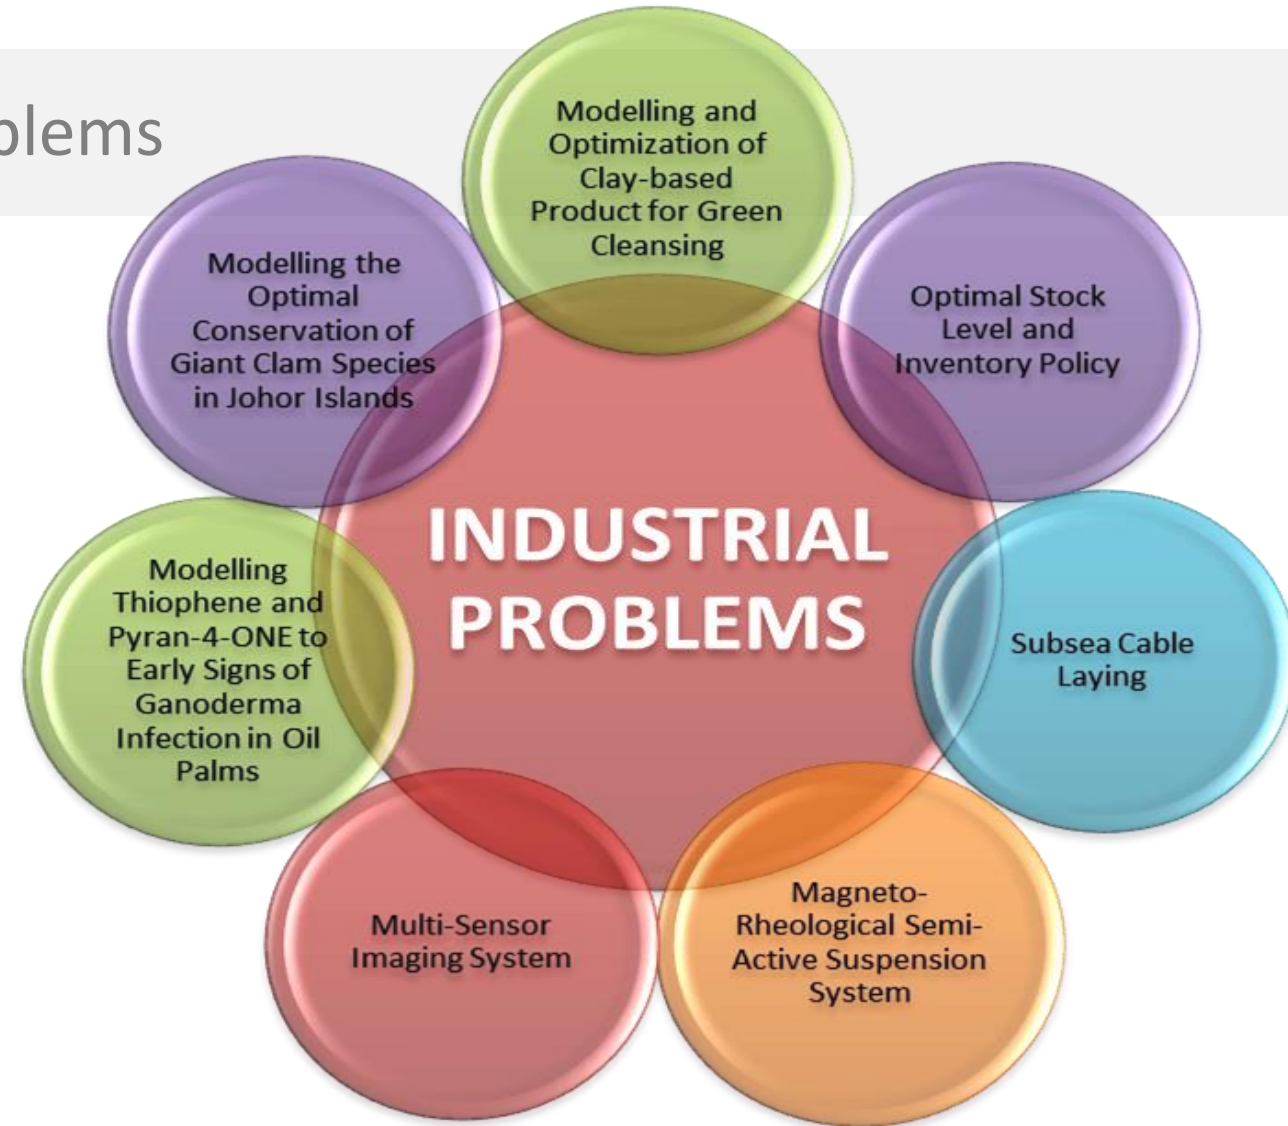 blems
Modelling and
Optimization of
Clay-based
Product for Green
Cleansing
Modelling the
Optimal
Conservation of
Giant Clam Species
in Johor Islands
Optimal Stock
Level and
Inventory Policy
INDUSTRIAL
PROBLEMS
Modelling
Thiophene and
Pyran-4-ONE to
Early Signs of
Ganoderma
Infection in Oil
Palms
Subsea Cable
Laying
Multi-Sensor
Imaging System
Magneto-
Rheological Semi-
Active Suspension
System